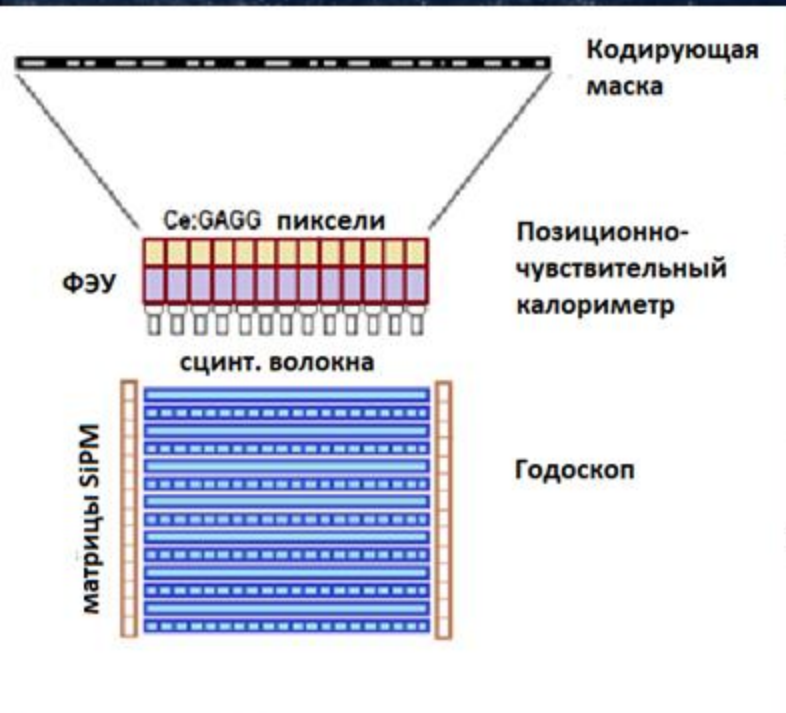 Кодирующая
маска
Ce:GAGG пиксели
Позиционно-
чувствительный
калориметр
ФЭУ
сцинт. волокна
матрицы SiPM
Годоскоп